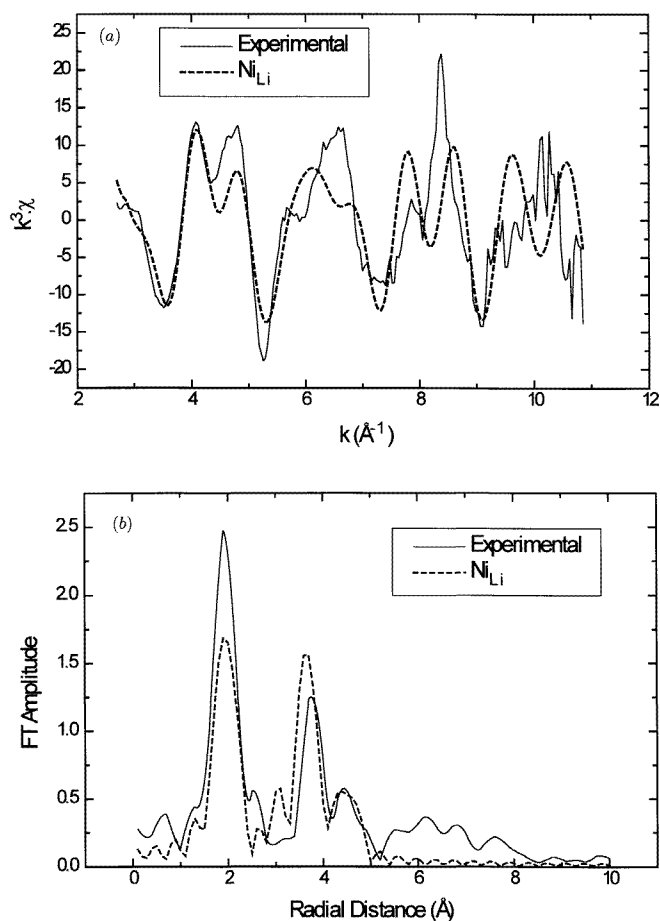 (a)
Experimental
Ni_Li
25
20
15
10
5
0
-5
-10
-15
-20
k³.χ
2
4
6
8
10
12
k (Å⁻¹)
(b)
Experimental
Ni_Li
2.5
2.0
1.5
1.0
0.5
0.0
FT Amplitude
0
2
4
6
8
10
Radial Distance (Å)